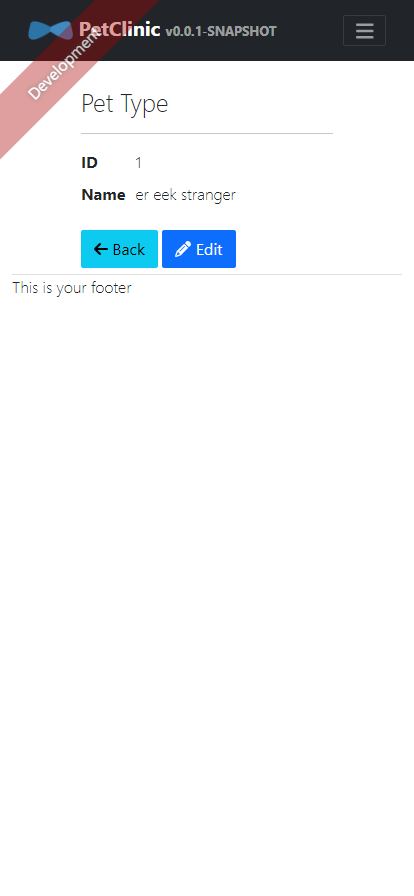 PetClinic v0.0.1-SNAPSHOT
Development
Pet Type
ID 1
Name er eek stranger
Back Edit
This is your footer